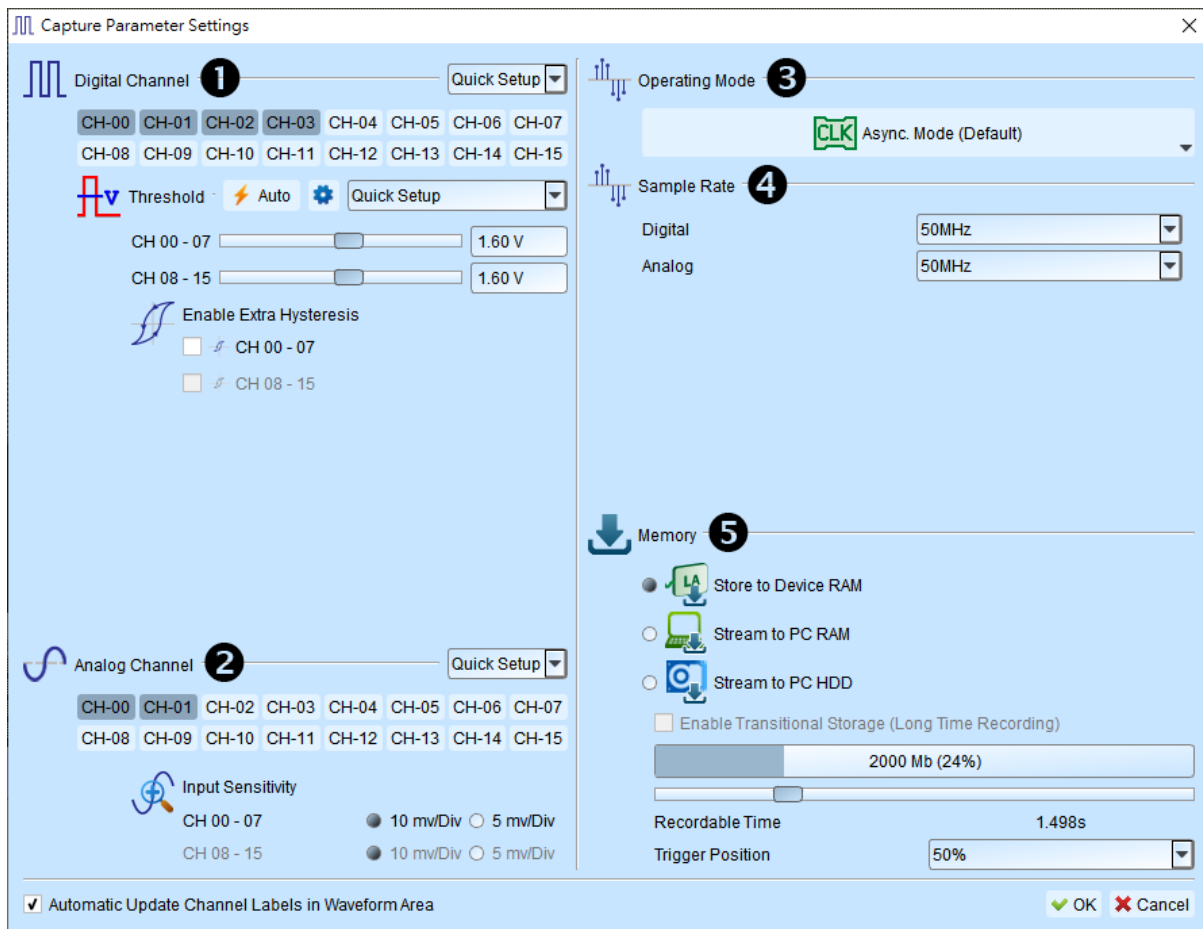 Capture Parameter Settings
Digital Channel 1 Quick Setup
CH-00 CH-01 CH-02 CH-03 CH-04 CH-05 CH-06 CH-07
CH-08 CH-09 CH-10 CH-11 CH-12 CH-13 CH-14 CH-15
V Threshold Auto Quick Setup
CH 00 - 07 1.60 V
CH 08 - 15 1.60 V
Enable Extra Hysteresis
CH 00 - 07
CH 08 - 15
Analog Channel 2 Quick Setup
CH-00 CH-01 CH-02 CH-03 CH-04 CH-05 CH-06 CH-07
CH-08 CH-09 CH-10 CH-11 CH-12 CH-13 CH-14 CH-15
Input Sensitivity
CH 00 - 07 10 mv/Div 5 mv/Div
CH 08 - 15 10 mv/Div 5 mv/Div
Operating Mode 3
CLK Async. Mode (Default)
Sample Rate 4
Digital 50MHz
Analog 50MHz
Memory 5
LA Store to Device RAM
Stream to PC RAM
Stream to PC HDD
Enable Transitional Storage (Long Time Recording)
2000 Mb (24%)
Recordable Time 1.498s
Trigger Position 50%
Automatic Update Channel Labels in Waveform Area
OK Cancel